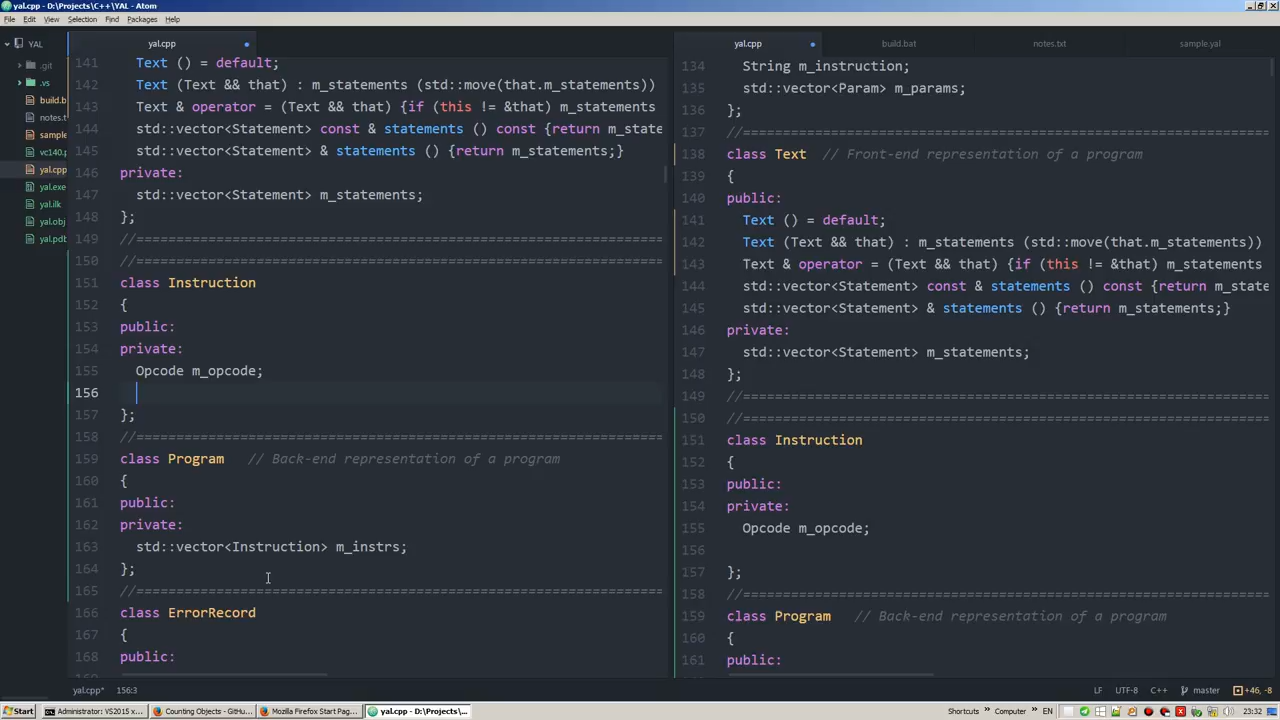 yal.cpp - D:\Projects\C++\YAL - Atom
File Edit View Selection Find Packages Help
YAL
.git
.vs
build.b
notes.t
sample
vc140.p
yal.cpp
yal.exe
yal.ilk
yal.obj
yal.pdb
yal.cpp
141 Text () = default;
142 Text (Text && that) : m_statements (std::move(that.m_statements))
143 Text & operator = (Text && that) {if (this != &that) m_statements
144 std::vector<Statement> const & statements () const {return m_state
145 std::vector<Statement> & statements () {return m_statements;}
146 private:
147 std::vector<Statement> m_statements;
148 };
149 //==================================================================
150 //==================================================================
151 class Instruction
152 {
153 public:
154 private:
155 Opcode m_opcode;
156
157 };
158 //==================================================================
159 class Program // Back-end representation of a program
160 {
161 public:
162 private:
163 std::vector<Instruction> m_instrs;
164 };
165 //==================================================================
166 class ErrorRecord
167 {
168 public:
yal.cpp build.bat notes.txt sample.yal
134 String m_instruction;
135 std::vector<Param> m_params;
136 };
137 //==================================================================
138 class Text // Front-end representation of a program
139 {
140 public:
141 Text () = default;
142 Text (Text && that) : m_statements (std::move(that.m_statements))
143 Text & operator = (Text && that) {if (this != &that) m_statements
144 std::vector<Statement> const & statements () const {return m_state
145 std::vector<Statement> & statements () {return m_statements;}
146 private:
147 std::vector<Statement> m_statements;
148 };
149 //==================================================================
150 //==================================================================
151 class Instruction
152 {
153 public:
154 private:
155 Opcode m_opcode;
156
157 };
158 //==================================================================
159 class Program // Back-end representation of a program
160 {
161 public:
yal.cpp* 156:3 LF UTF-8 C++ master +46, -8
Start Administrator: VS2015 x... Counting Objects - GitHu... Mozilla Firefox Start Pag... yal.cpp - D:\Projects\C... Shortcuts » Computer » EN 23:32